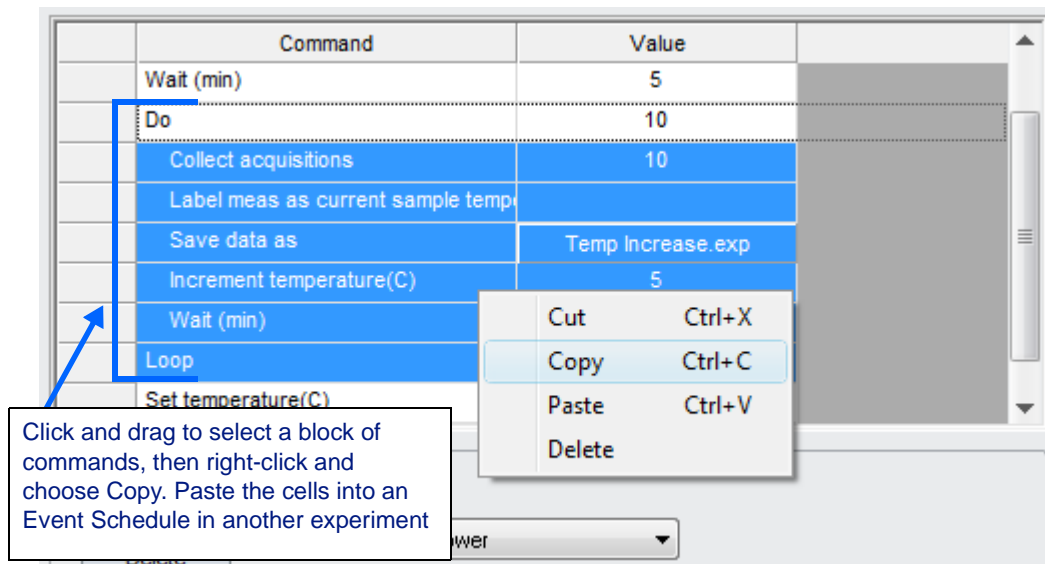 Command Value
Wait (min) 5
Do 10
Collect acquisitions 10
Label meas as current sample
Save data as Temp Increase.exp
Increment temperature(C) 5
Wait (min)
Loop
Set temperature(C)
Cut Ctrl+X
Copy Ctrl+C
Paste Ctrl+V
Delete
Click and drag to select a block of
commands, then right-click and
choose Copy. Paste the cells into an
Event Schedule in another experiment